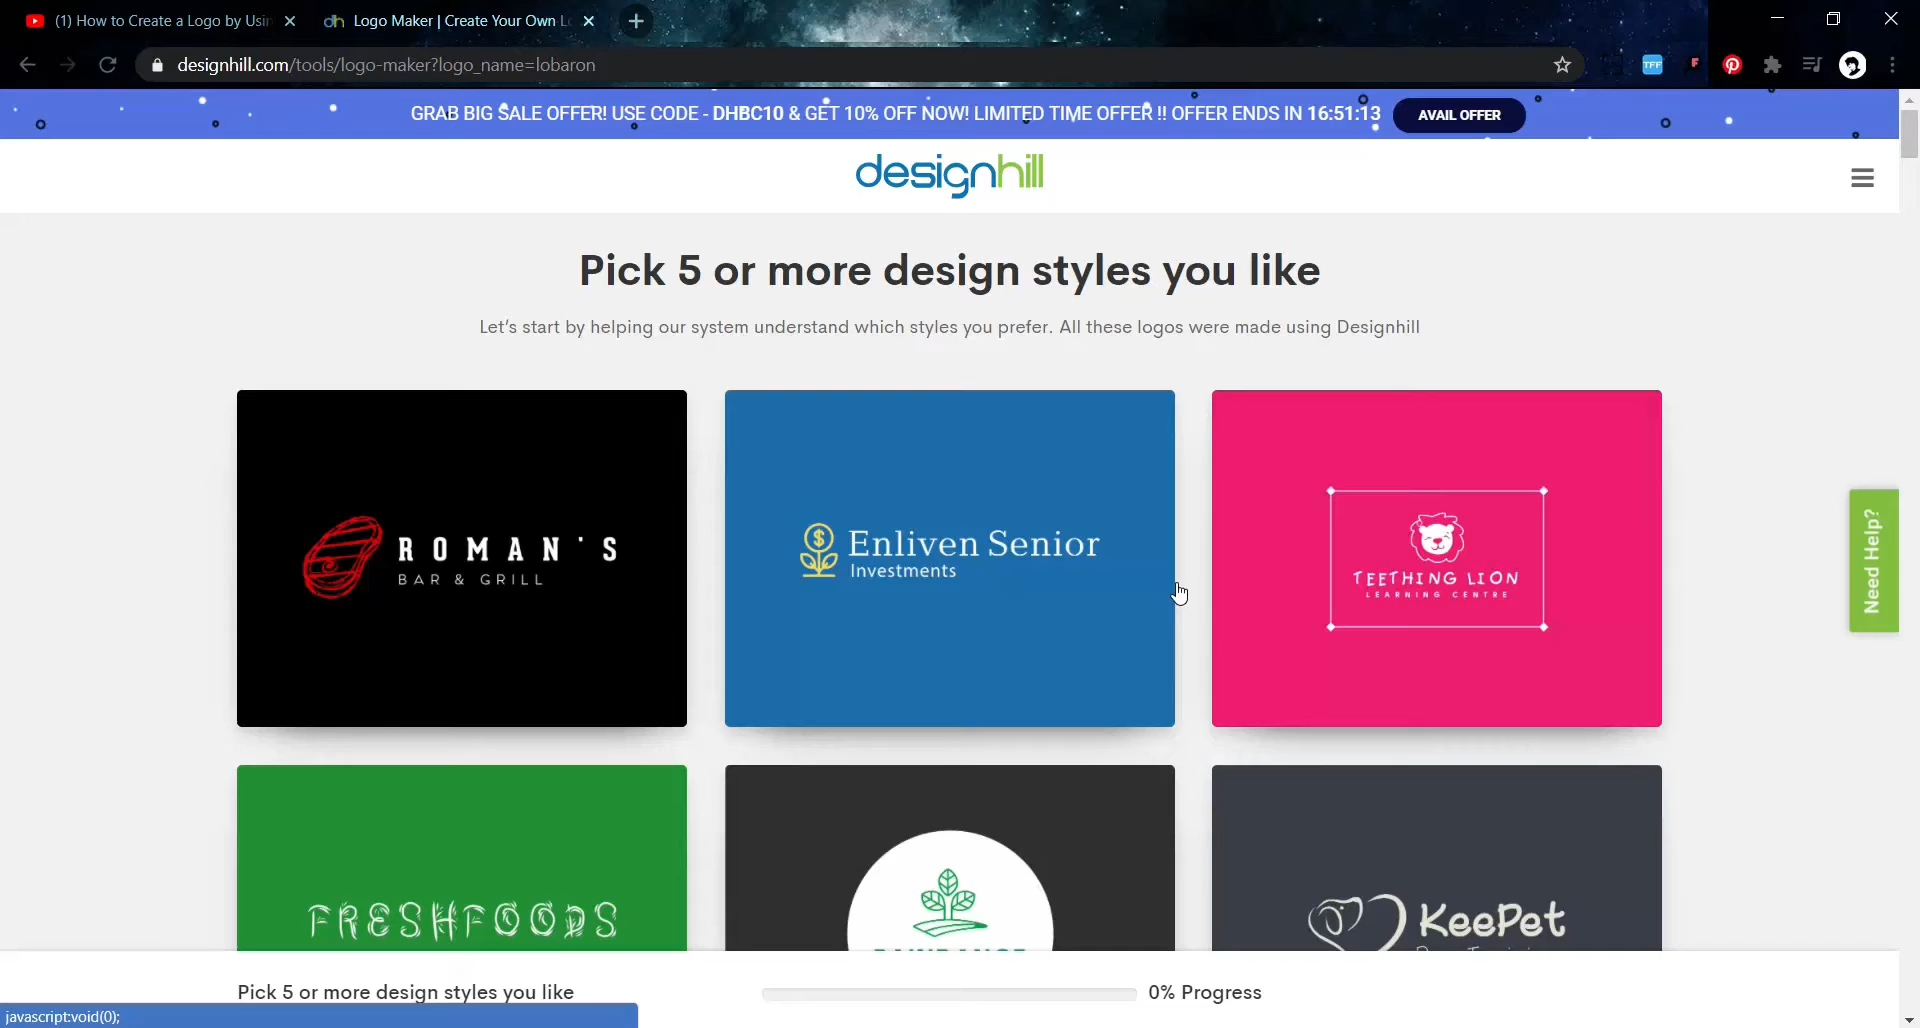 (1) How to Create a Logo by Usin
Logo Maker | Create Your Own Lo
designhill.com/tools/logo-maker?logo_name=lobaron
TFF
GRAB BIG SALE OFFER! USE CODE - DHBC10 & GET 10% OFF NOW! LIMITED TIME OFFER !! OFFER ENDS IN 16:51:13
AVAIL OFFER
designhill
Pick 5 or more design styles you like
Let's start by helping our system understand which styles you prefer. All these logos were made using Designhill
ROMAN'S
BAR & GRILL
Enliven Senior
Investments
TEETHING LION
LEARNING CENTRE
Need Help?
FRESHFOODS
KeePet
Pick 5 or more design styles you like
0% Progress
javascript:void(0);